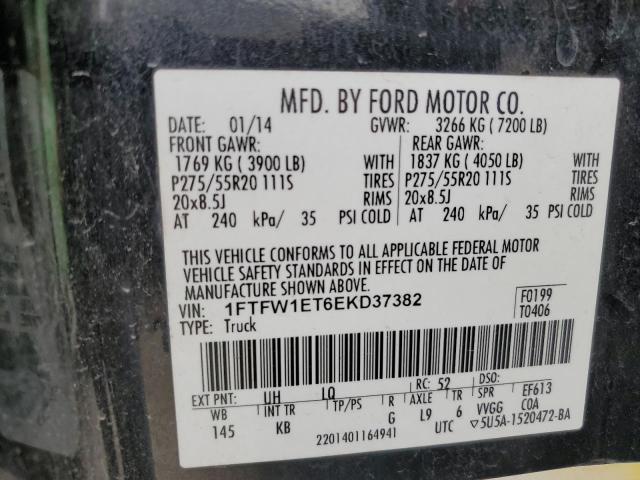 MFD. BY FORD MOTOR CO.
DATE: 01/14 GVWR: 3266 KG ( 7200 LB)
FRONT GAWR: REAR GAWR:
1769 KG ( 3900 LB) WITH 1837 KG ( 4050 LB) WITH
P275/55R20 111S TIRES P275/55R20 111S TIRES
20x8.5J RIMS 20x8.5J RIMS
AT 240 kPa/ 35 PSI COLD AT 240 kPa/ 35 PSI COLD
THIS VEHICLE CONFORMS TO ALL APPLICABLE FEDERAL MOTOR
VEHICLE SAFETY STANDARDS IN EFFECT ON THE DATE OF
MANUFACTURE SHOWN ABOVE.
VIN: 1FTFW1ET6EKD37382 F0199
TYPE: Truck T0406
EXT PNT: UH LQ RC: 52 DSO:
WB INT TR TP/PS R AXLE TR SPR EF613
145 KB G L9 6 VVGG C0A
2201401164941 UTC ▽5U5A-1520472-BA